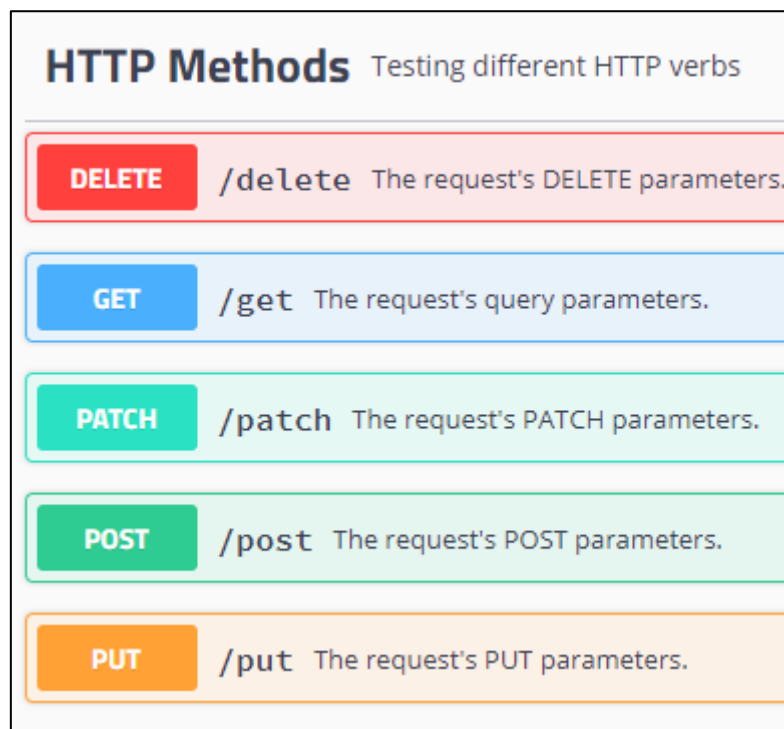 HTTP Methods Testing different HTTP verbs
DELETE /delete The request's DELETE parameters.
GET /get The request's query parameters.
PATCH /patch The request's PATCH parameters.
POST /post The request's POST parameters.
PUT /put The request's PUT parameters.